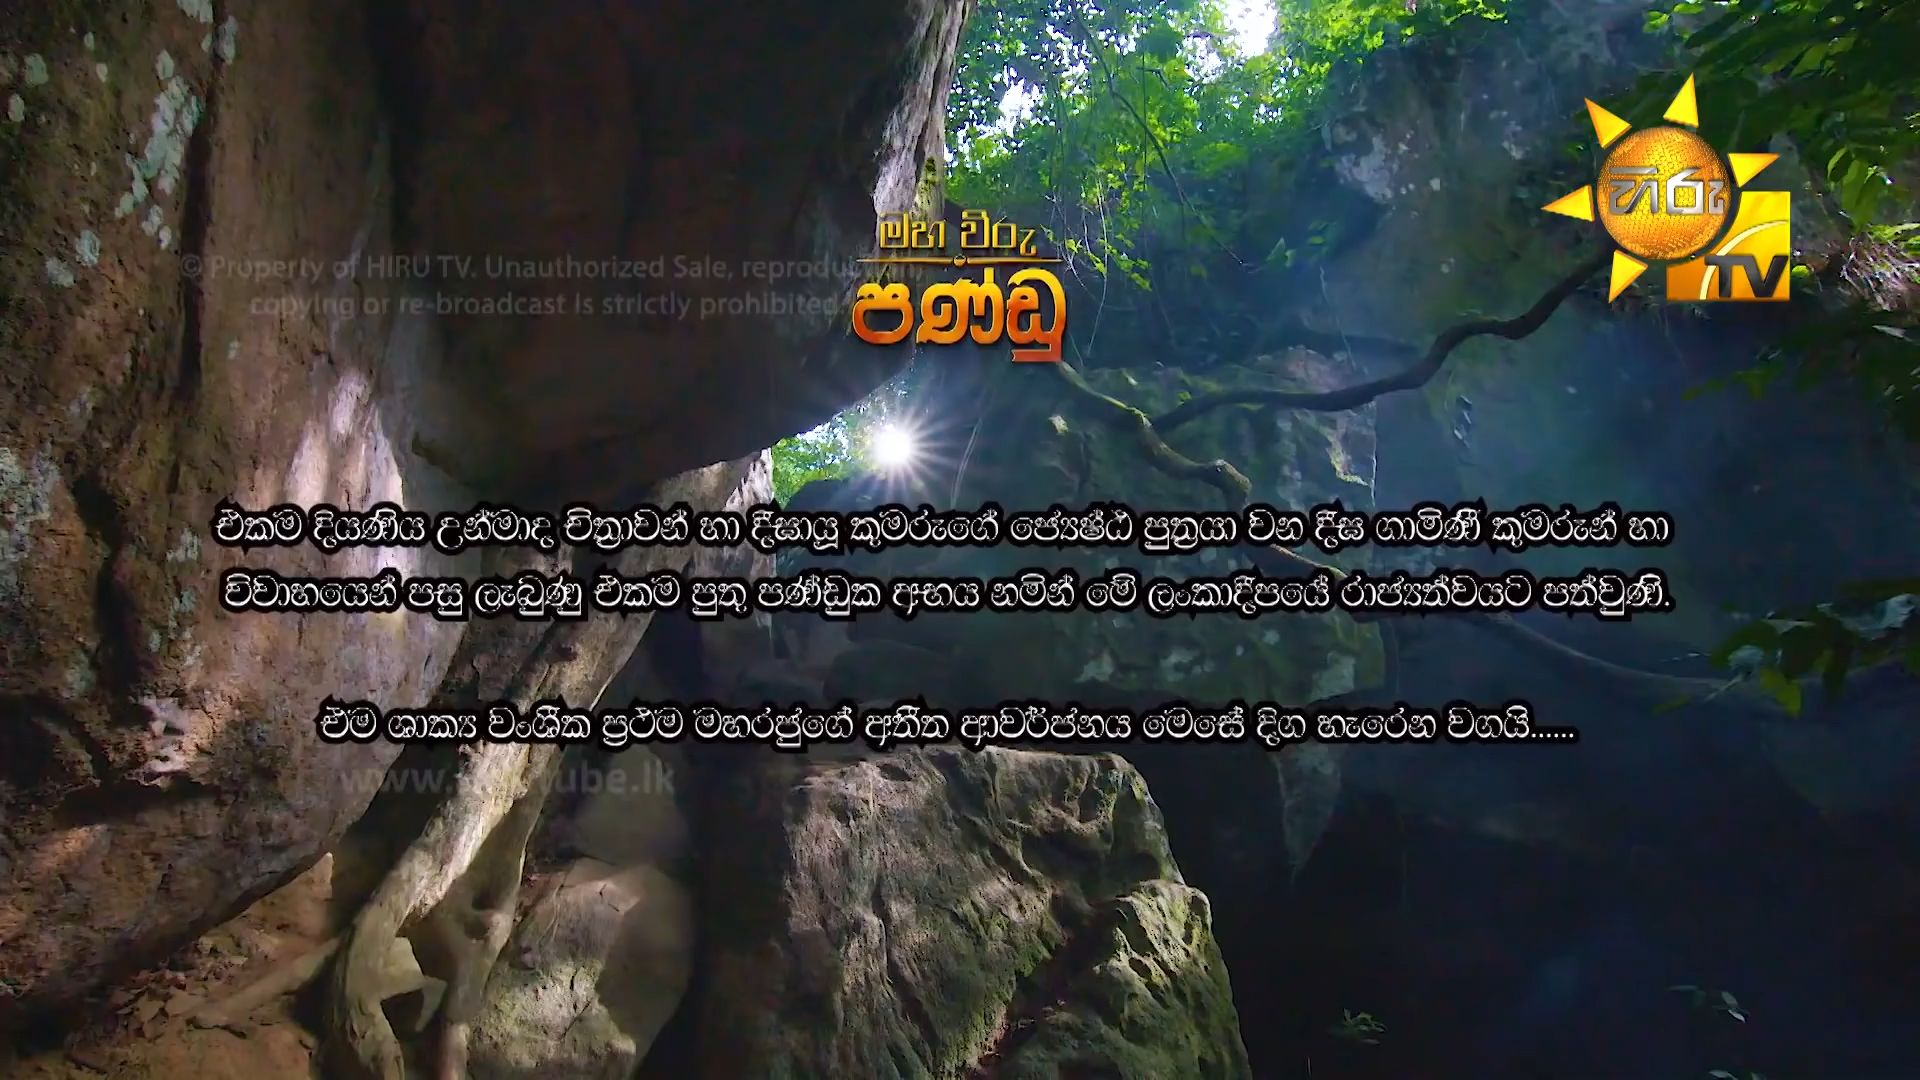 හිරු
TV
මහ විරු
පණ්ඩු
© Property of HIRU TV. Unauthorized Sale, reproduction,
copying or re-broadcast is strictly prohibited.
එකම දියණිය උන්මාද චිත්‍රාවන් හා දීඝායූ කුමරුගේ ජ්‍යෙෂ්ඨ පුත්‍රයා වන දීඝ ගාමිණී කුමරුන් හා
විවාහයෙන් පසු ලැබුණු එකම පුතු පණ්ඩුක අභය නමින් මේ ලංකාදීපයේ රාජ්‍යත්වයට පත්වුණි.
එම ශාක්‍ය වංශික ප්‍රථම මහරජුගේ අතීත ආවර්ජනය මෙසේ දිග හැරෙන වගයි......